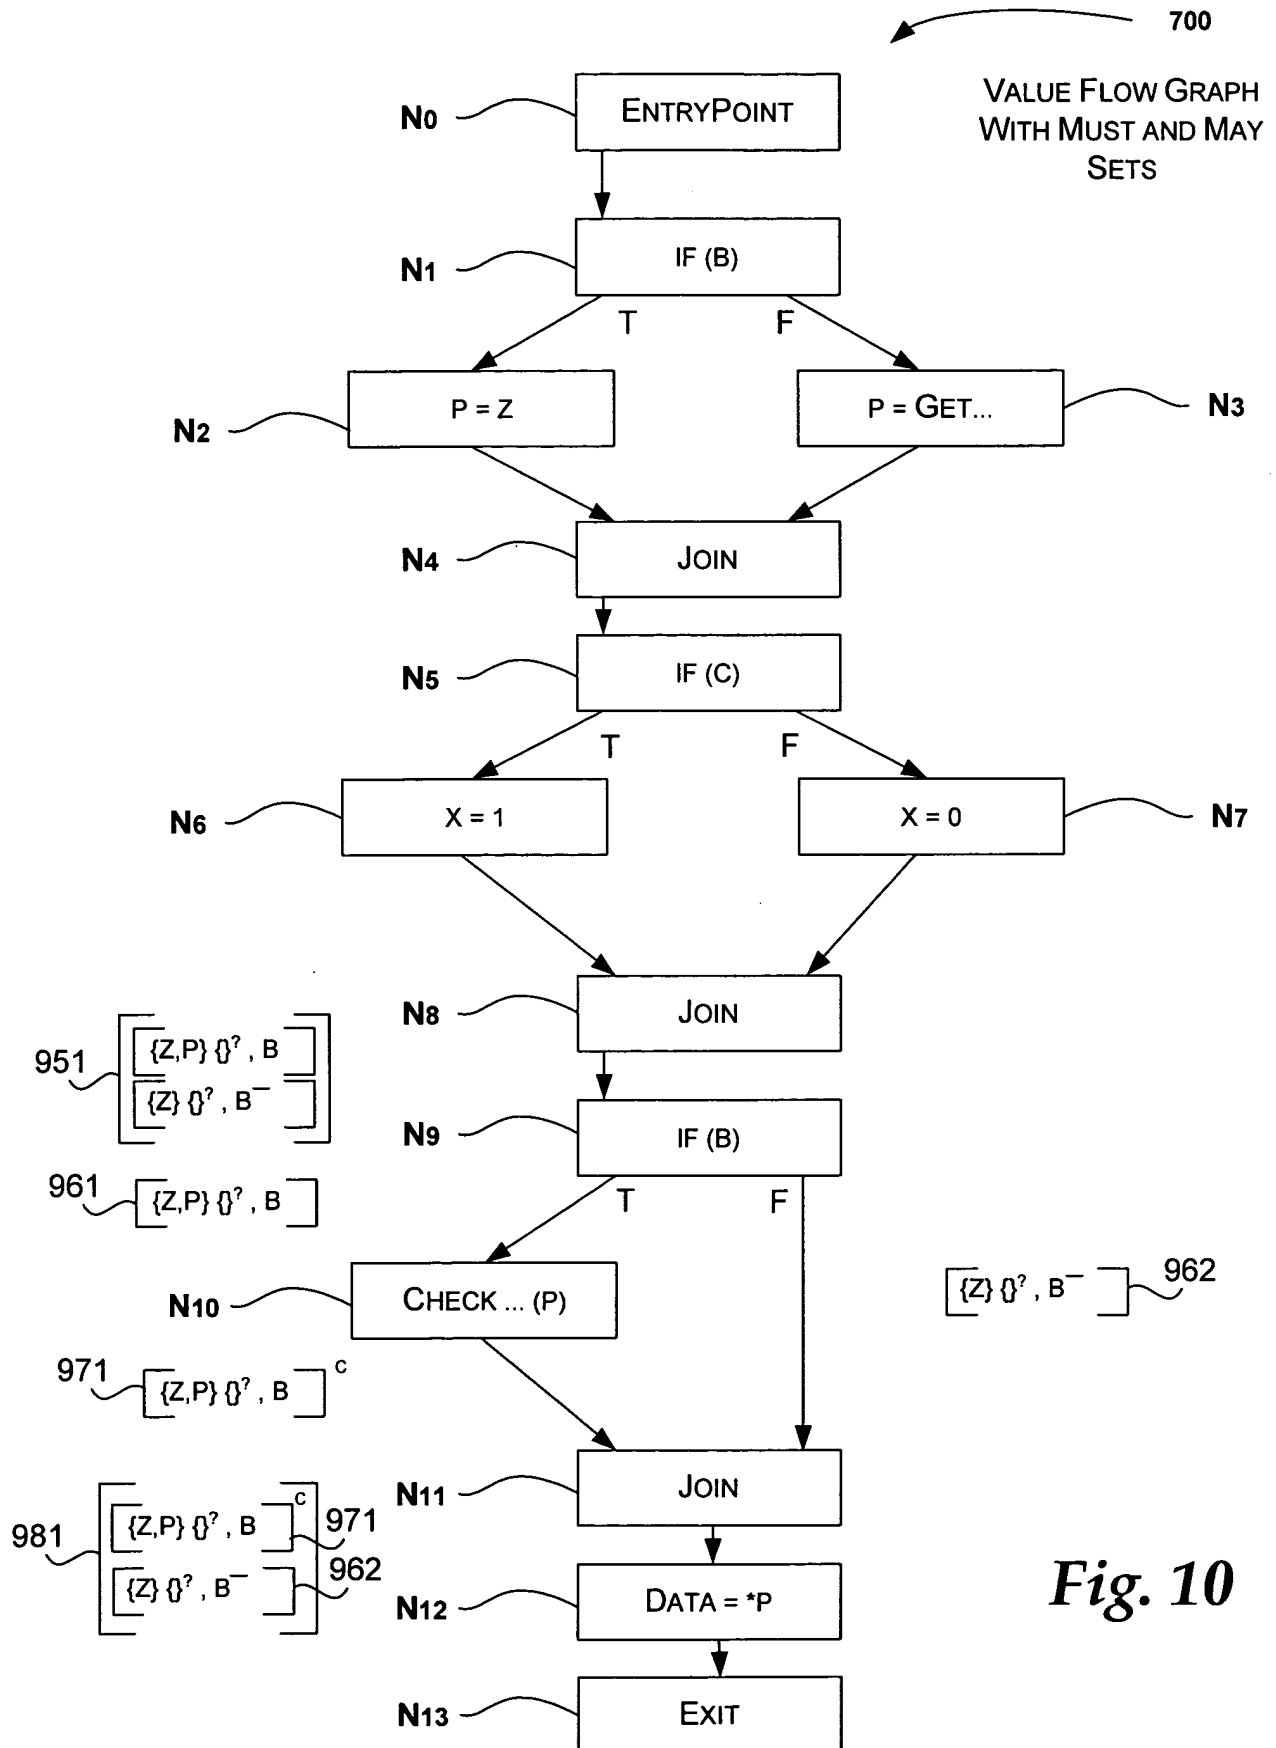 700
VALUE FLOW GRAPH
WITH MUST AND MAY
SETS
N0
ENTRYPOINT
N1
IF (B)
T
F
N2
P = Z
P = GET...
N3
N4
JOIN
N5
IF (C)
T
F
N6
X = 1
X = 0
N7
N8
JOIN
951
{Z,P} {}? , B
{Z} {}? , B–
N9
IF (B)
961
{Z,P} {}? , B
T
F
N10
CHECK ... (P)
{Z} {}? , B–
962
971
{Z,P} {}? , B
C
N11
JOIN
981
{Z,P} {}? , B
C
971
{Z} {}? , B–
962
N12
DATA = *P
Fig. 10
N13
EXIT